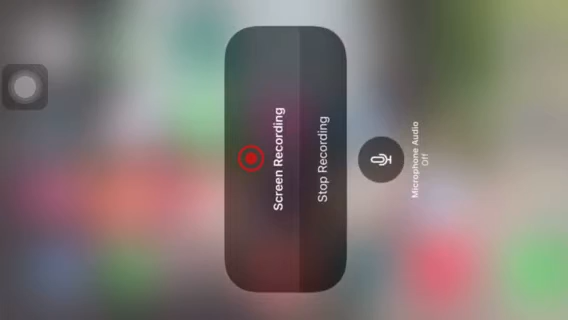 Screen Recording
Stop Recording
Microphone Audio
Off